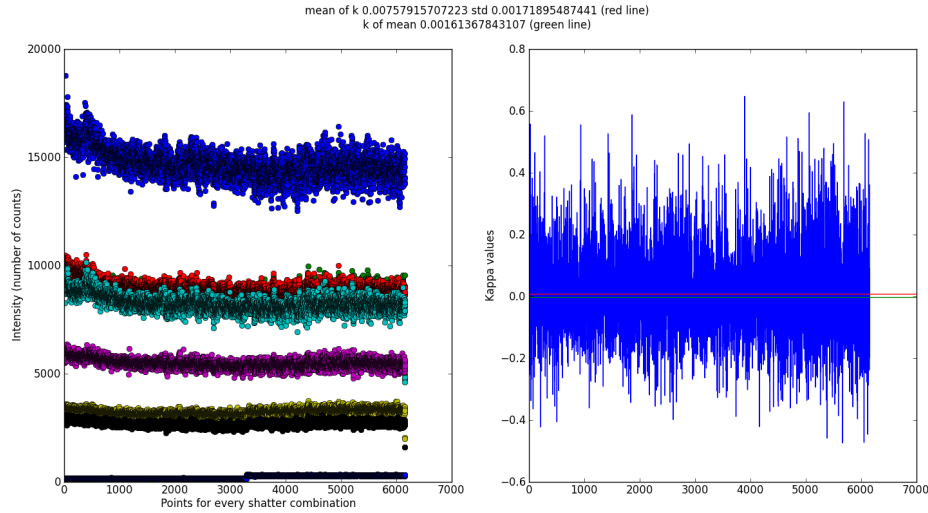 mean of k 0.00757915707223 std 0.00171895487441 (red line)
k of mean 0.00161367843107 (green line)
20000
15000
10000
5000
0
Intensity (number of counts)
0 1000 2000 3000 4000 5000 6000 7000
Points for every shatter combination
0.8
0.6
0.4
0.2
0.0
−0.2
−0.4
−0.6
Kappa values
0 1000 2000 3000 4000 5000 6000 7000